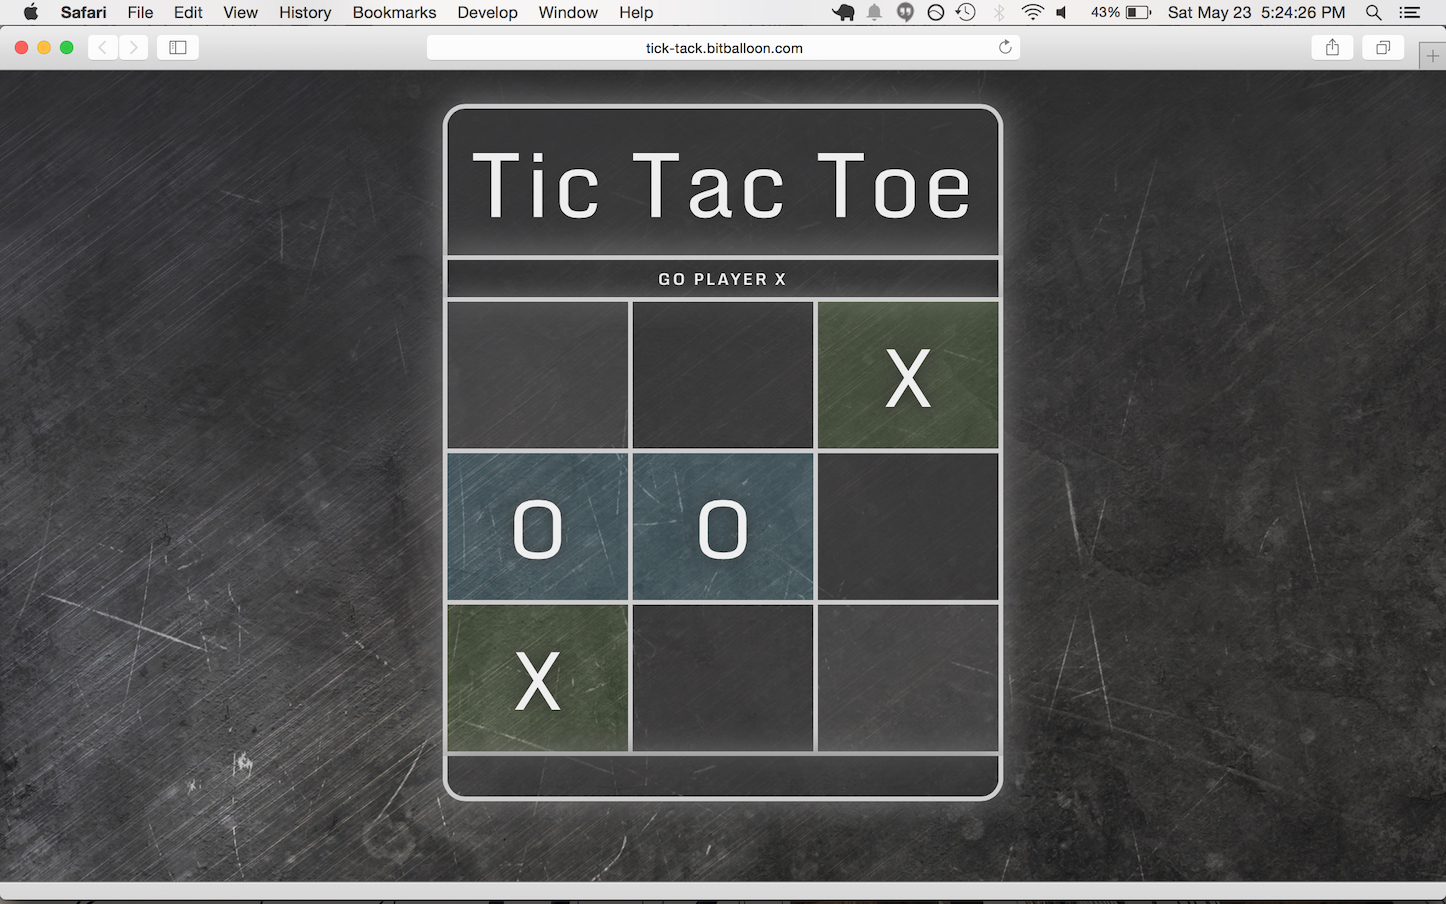 Safari File Edit View History Bookmarks Develop Window Help 43% Sat May 23 5:24:26 PM
tick-tack.bitballoon.com
Tic Tac Toe
GO PLAYER X
X
O O
X